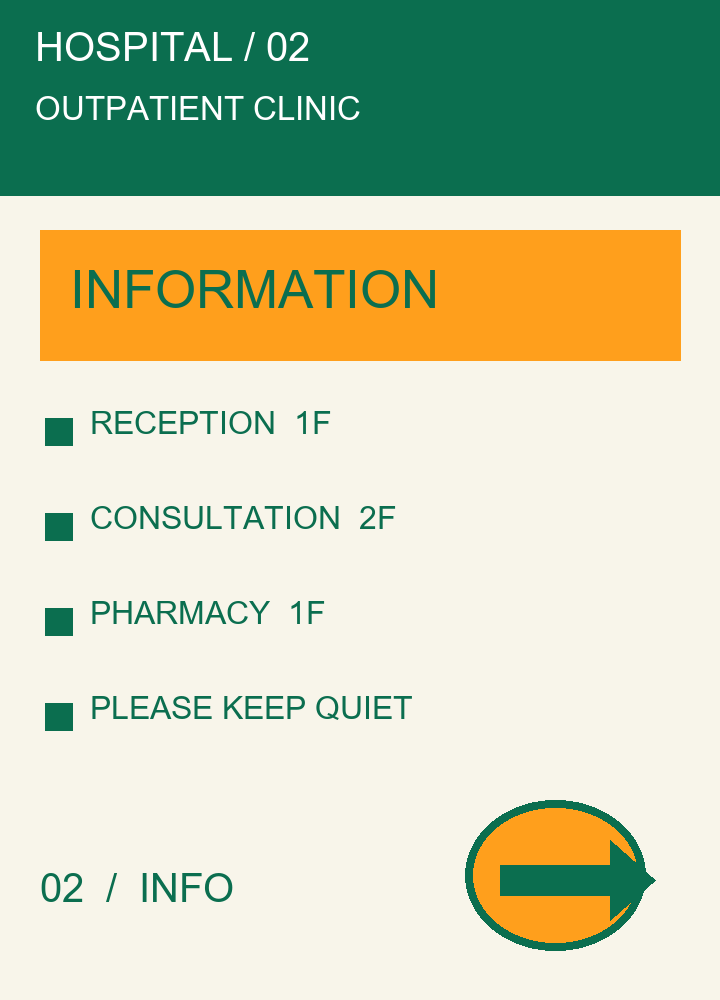 HOSPITAL / 02
OUTPATIENT CLINIC
INFORMATION
RECEPTION  1F
CONSULTATION  2F
PHARMACY  1F
PLEASE KEEP QUIET
02  /  INFO